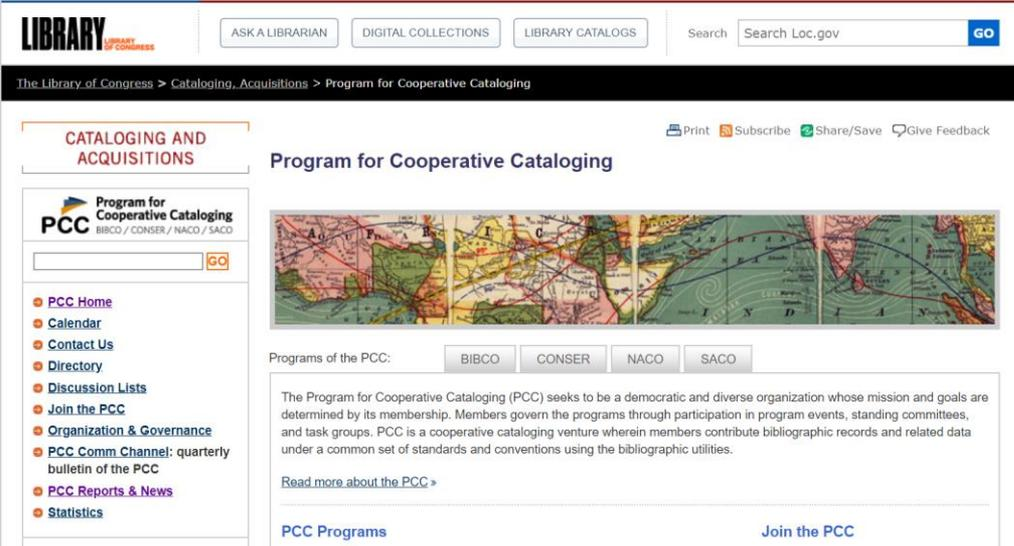 LIBRARY LIBRARY OF CONGRESS
ASK A LIBRARIAN
DIGITAL COLLECTIONS
LIBRARY CATALOGS
Search
Search Loc.gov
GO
The Library of Congress > Cataloging, Acquisitions > Program for Cooperative Cataloging
CATALOGING AND
ACQUISITIONS
PCC
Program for
Cooperative Cataloging
BIBCO / CONSER / NACO / SACO
GO
PCC Home
Calendar
Contact Us
Directory
Discussion Lists
Join the PCC
Organization & Governance
PCC Comm Channel: quarterly
bulletin of the PCC
PCC Reports & News
Statistics
Print
Subscribe
Share/Save
Give Feedback
Program for Cooperative Cataloging
Programs of the PCC:
BIBCO
CONSER
NACO
SACO
The Program for Cooperative Cataloging (PCC) seeks to be a democratic and diverse organization whose mission and goals are
determined by its membership. Members govern the programs through participation in program events, standing committees,
and task groups. PCC is a cooperative cataloging venture wherein members contribute bibliographic records and related data
under a common set of standards and conventions using the bibliographic utilities.
Read more about the PCC »
PCC Programs
Join the PCC